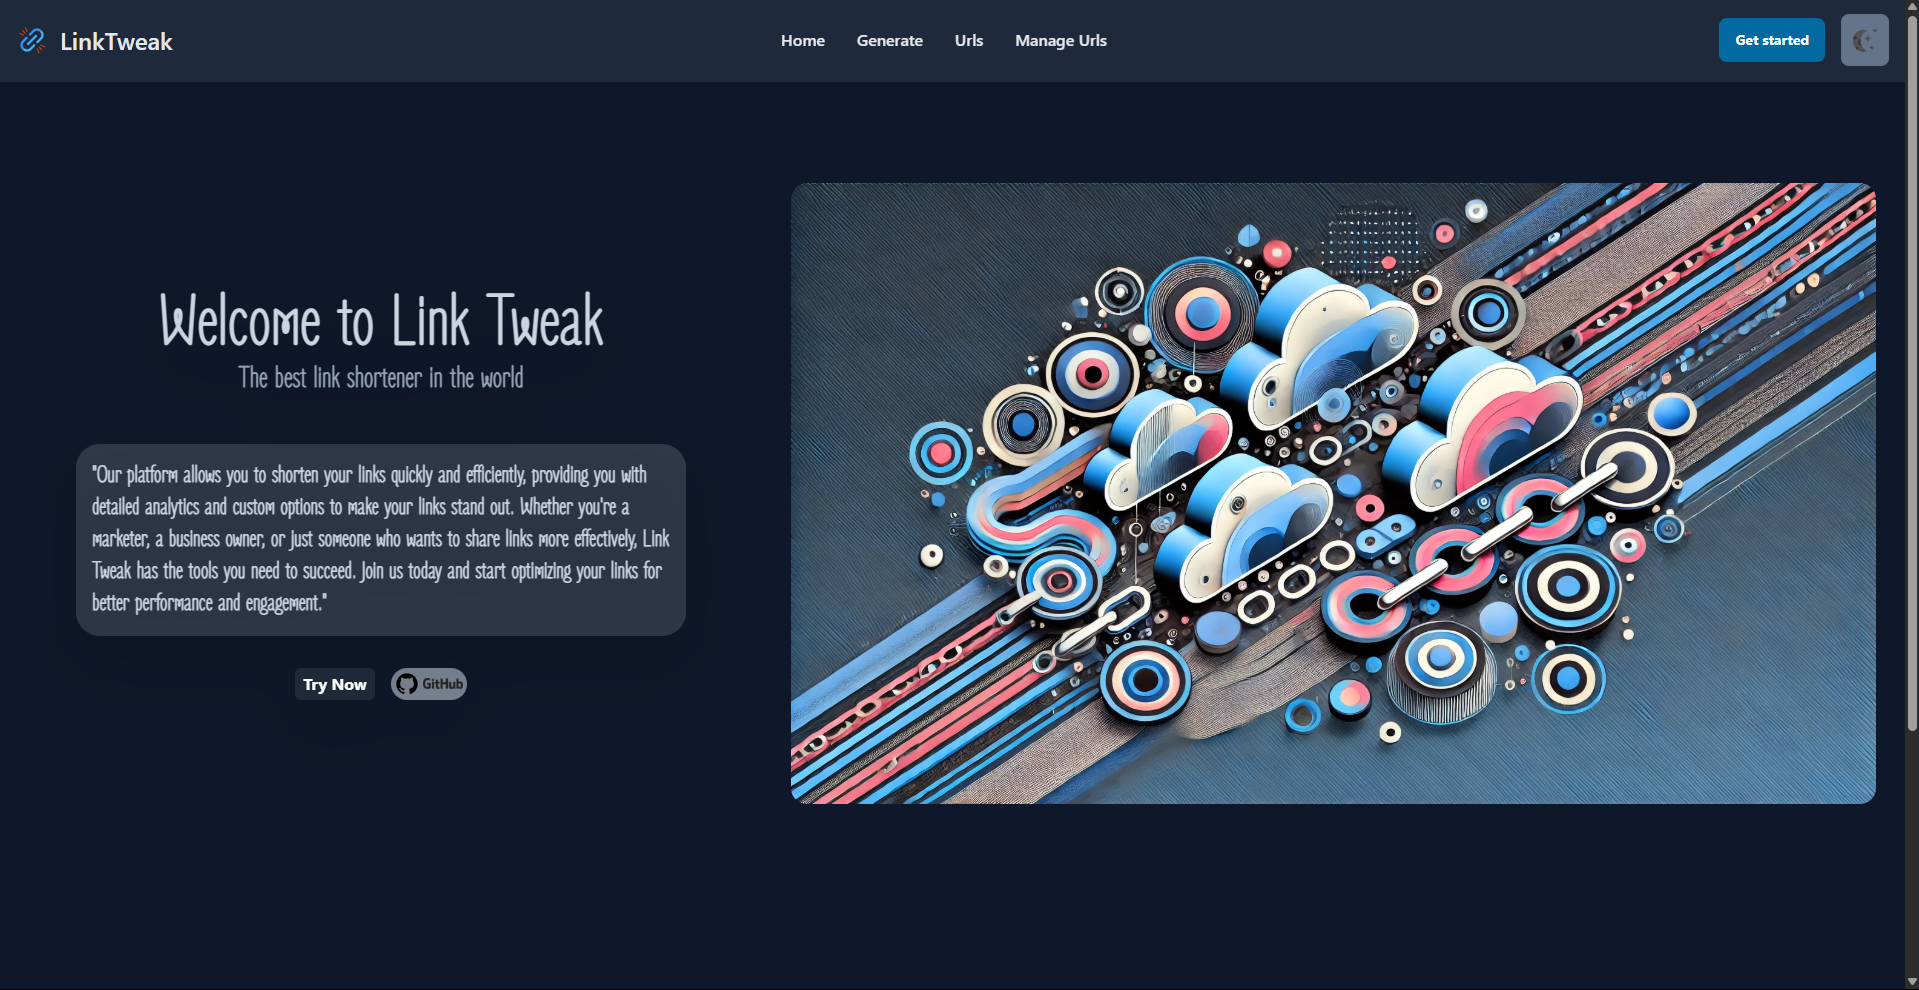 LinkTweak
Home Generate Urls Manage Urls
Get started
Welcome to Link Tweak
The best link shortener in the world
"Our platform allows you to shorten your links quickly and efficiently, providing you with
detailed analytics and custom options to make your links stand out. Whether you're a
marketer, a business owner, or just someone who wants to share links more effectively, Link
Tweak has the tools you need to succeed. Join us today and start optimizing your links for
better performance and engagement."
Try Now
GitHub